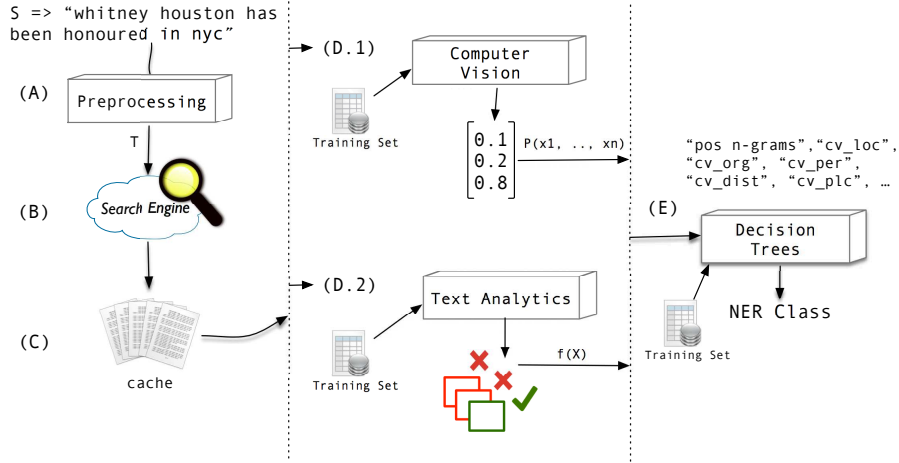 S => “whitney houston has
been honoured in nyc”
(A)
Preprocessing
T
(B)
Search Engine
(C)
cache
(D.1)
Computer
Vision
Training Set
0.1
0.2
0.8
P(x1, .., xn)
(D.2)
Text Analytics
Training Set
f(X)
“pos n-grams”,“cv_loc”,
“cv_org”, “cv_per”,
“cv_dist”, “cv_plc”, …
(E)
Decision
Trees
NER Class
Training Set